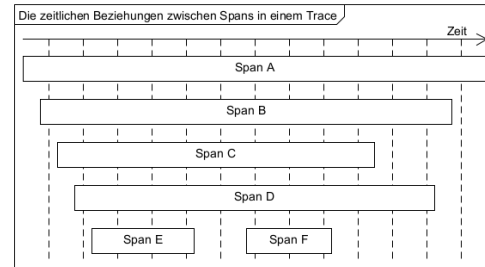 Die zeitlichen Beziehungen zwischen Spans in einem Trace
Zeit
Span A
Span B
Span C
Span D
Span E
Span F